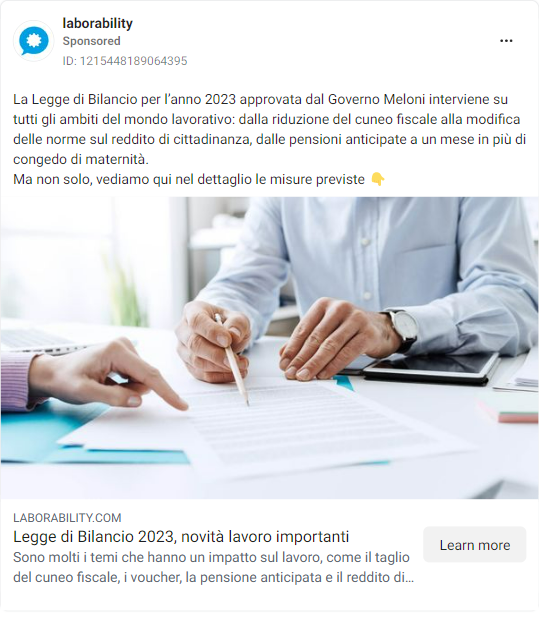 laborability
Sponsored
ID: 1215448189064395
La Legge di Bilancio per l'anno 2023 approvata dal Governo Meloni interviene su
tutti gli ambiti del mondo lavorativo: dalla riduzione del cuneo fiscale alla modifica
delle norme sul reddito di cittadinanza, dalle pensioni anticipate a un mese in più di
congedo di maternità.
Ma non solo, vediamo qui nel dettaglio le misure previste 👇
LABORABILITY.COM
Legge di Bilancio 2023, novità lavoro importanti
Sono molti i temi che hanno un impatto sul lavoro, come il taglio
del cuneo fiscale, i voucher, la pensione anticipata e il reddito di...
Learn more